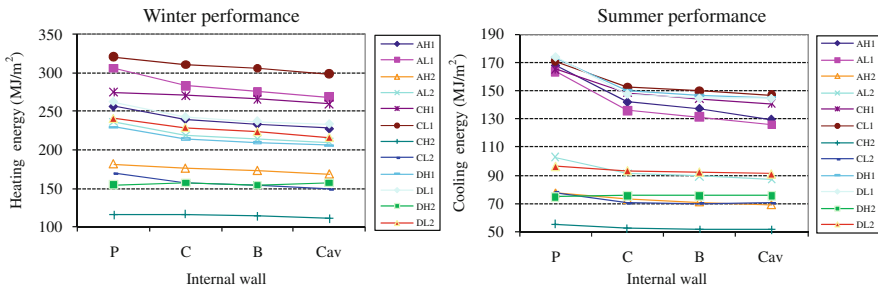 Winter performance
Heating energy (MJ/m²)
350
300
250
200
150
100
P C B Cav
Internal wall
AH1
AL1
AH2
AL2
CH1
CL1
CH2
CL2
DH1
DL1
DH2
DL2
Summer performance
Cooling energy (MJ/m²)
190
170
150
130
110
90
70
50
P C B Cav
Internal wall
AH1
AL1
AH2
AL2
CH1
CL1
CH2
CL2
DH1
DL1
DH2
DL2